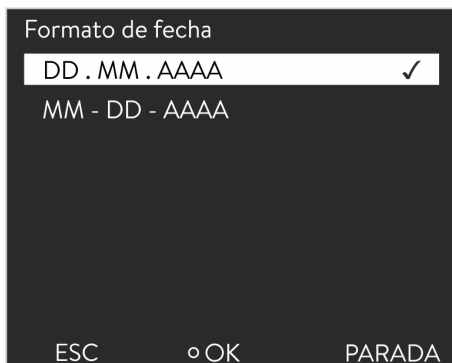 Formato de fecha
DD . MM . AAAA ✓
MM - DD - AAAA
ESC OK PARADA